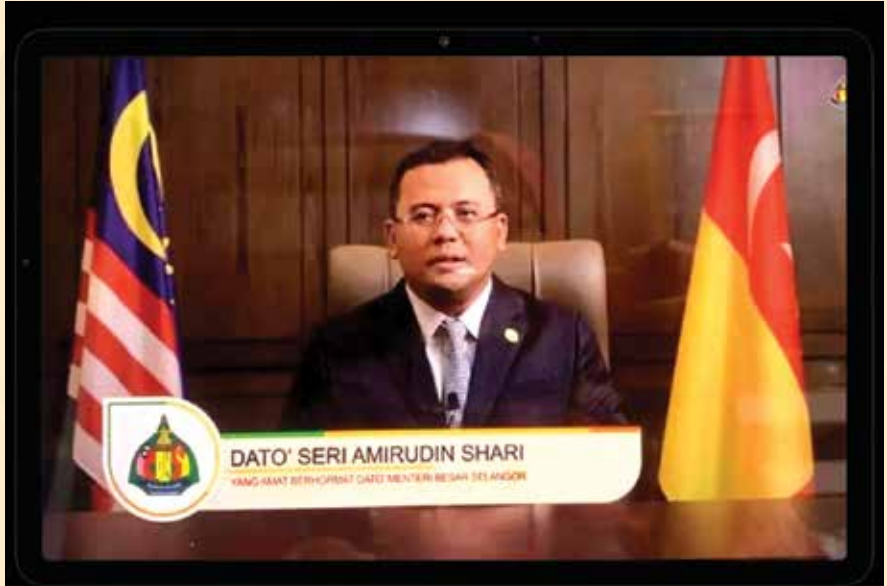 DATO' SERI AMIRUDIN SHARI
YANG AMAT BERHORMAT DATO' MENTERI BESAR SELANGOR